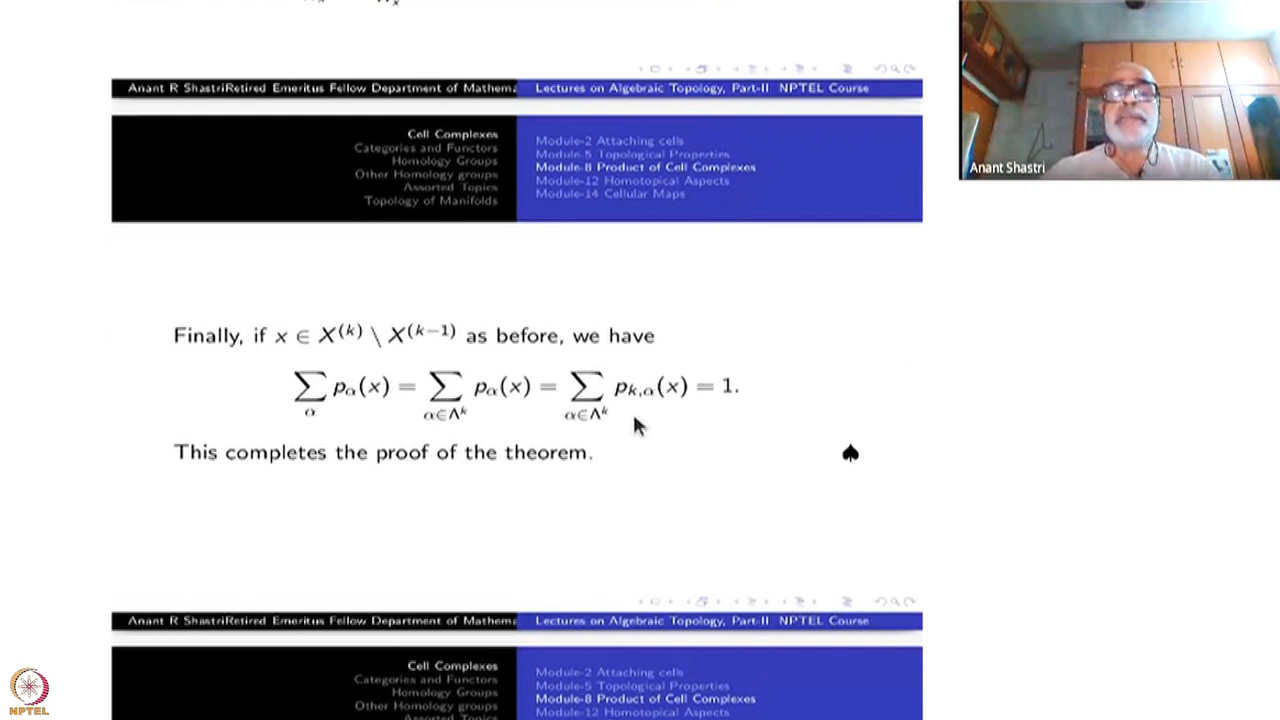 Anant R ShastriRetired Emeritus Fellow Department of Mathema
Lectures on Algebraic Topology, Part-II NPTEL Course
Cell Complexes
Categories and Functors
Homology Groups
Other Homology groups
Assorted Topics
Topology of Manifolds
Module-2 Attaching cells
Module-5 Topological Properties
Module-8 Product of Cell Complexes
Module-12 Homotopical Aspects
Module-14 Cellular Maps
Anant Shastri
Finally, if x ∈ X^(k) \ X^(k−1) as before, we have
∑_α p_α(x) = ∑_{α∈Λ^k} p_α(x) = ∑_{α∈Λ^k} p_{k,α}(x) = 1.
This completes the proof of the theorem. ♠
Anant R ShastriRetired Emeritus Fellow Department of Mathema
Lectures on Algebraic Topology, Part-II NPTEL Course
Cell Complexes
Categories and Functors
Homology Groups
Other Homology groups
Assorted Topics
Module-2 Attaching cells
Module-5 Topological Properties
Module-8 Product of Cell Complexes
Module-12 Homotopical Aspects
NPTEL